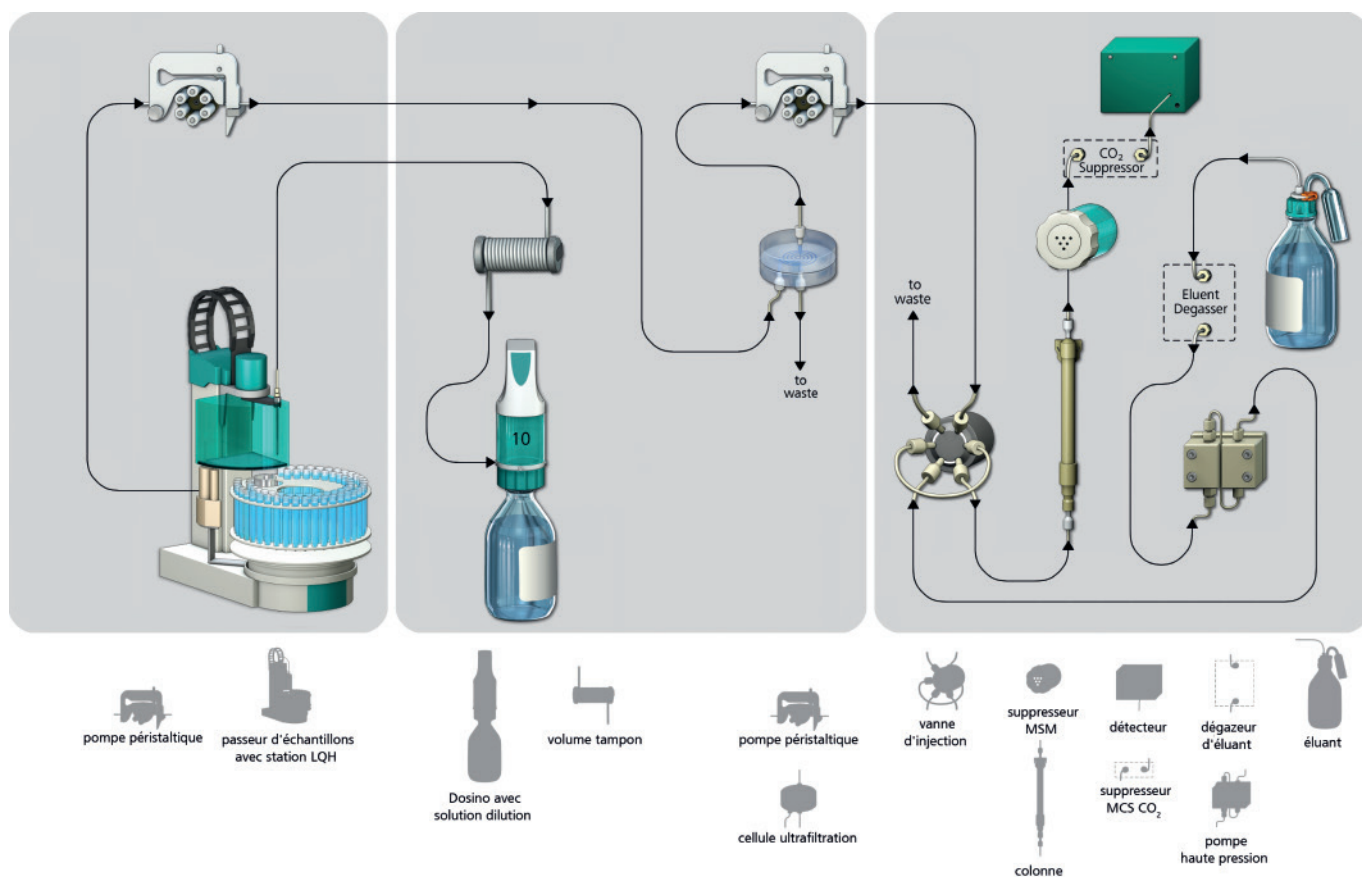 CO2
Suppressor
Eluent
Degasser
to
waste
10
to
waste
pompe péristaltique
passeur d'échantillons
avec station LQH
Dosino avec
solution dilution
volume tampon
pompe péristaltique
cellule ultrafiltration
vanne
d'injection
suppresseur
MSM
colonne
détecteur
suppresseur
MCS CO2
dégazeur
d'éluant
pompe
haute pression
éluant